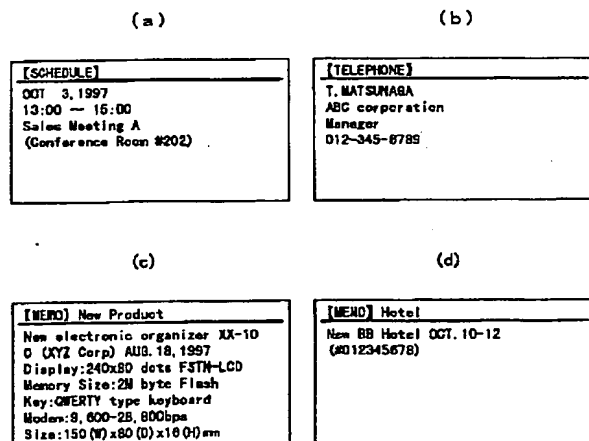 (a)
[SCHEDULE]
OCT 3,1997
13:00 — 15:00
Sales Meeting A
(Conference Room #202)
(b)
[TELEPHONE]
T.MATSUNAGA
ABC corporation
Manager
012-345-6789
(c)
[MEMO] New Product
New electronic organizer XX-10
0 (XYZ Corp) AUG.18,1997
Display:240x80 dots FSTN-LCD
Memory Size:2M byte Flash
Key:QWERTY type keyboard
Modem:9,600-28,800bps
Size:150(W)x80(D)x16(H)mm
(d)
[MEMO] Hotel
New BB Hotel OCT.10-12
(#012345678)